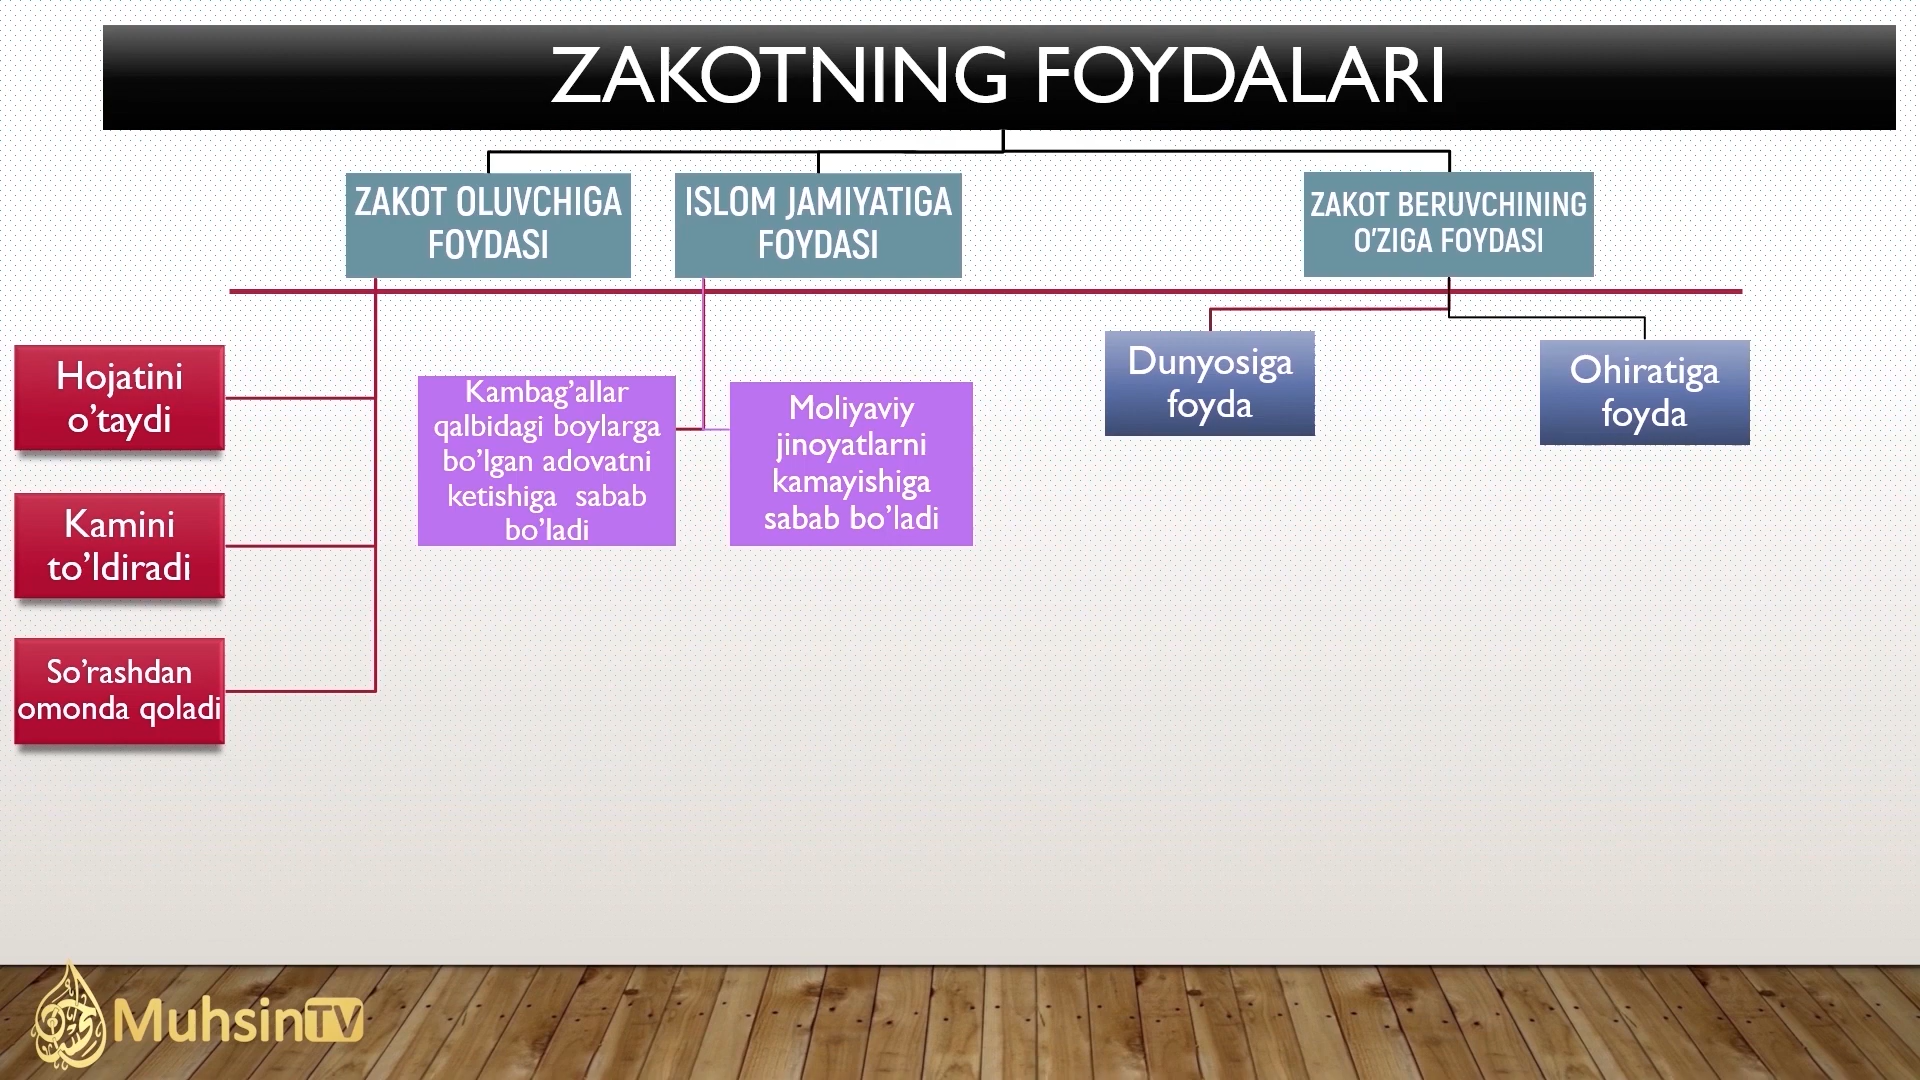 ZAKOTNING FOYDALARI
ZAKOT OLUVCHIGA
FOYDASI
ISLOM JAMIYATIGA
FOYDASI
ZAKOT BERUVCHINING
O'ZIGA FOYDASI
Hojatini
o’taydi
Kamini
to’ldiradi
So’rashdan
omonda qoladi
Kambag’allar
qalbidagi boylarga
bo’lgan adovatni
ketishiga  sabab
bo’ladi
Moliyaviy
jinoyatlarni
kamayishiga
sabab bo’ladi
Dunyosiga
foyda
Ohiratiga
foyda
MuhsinTV